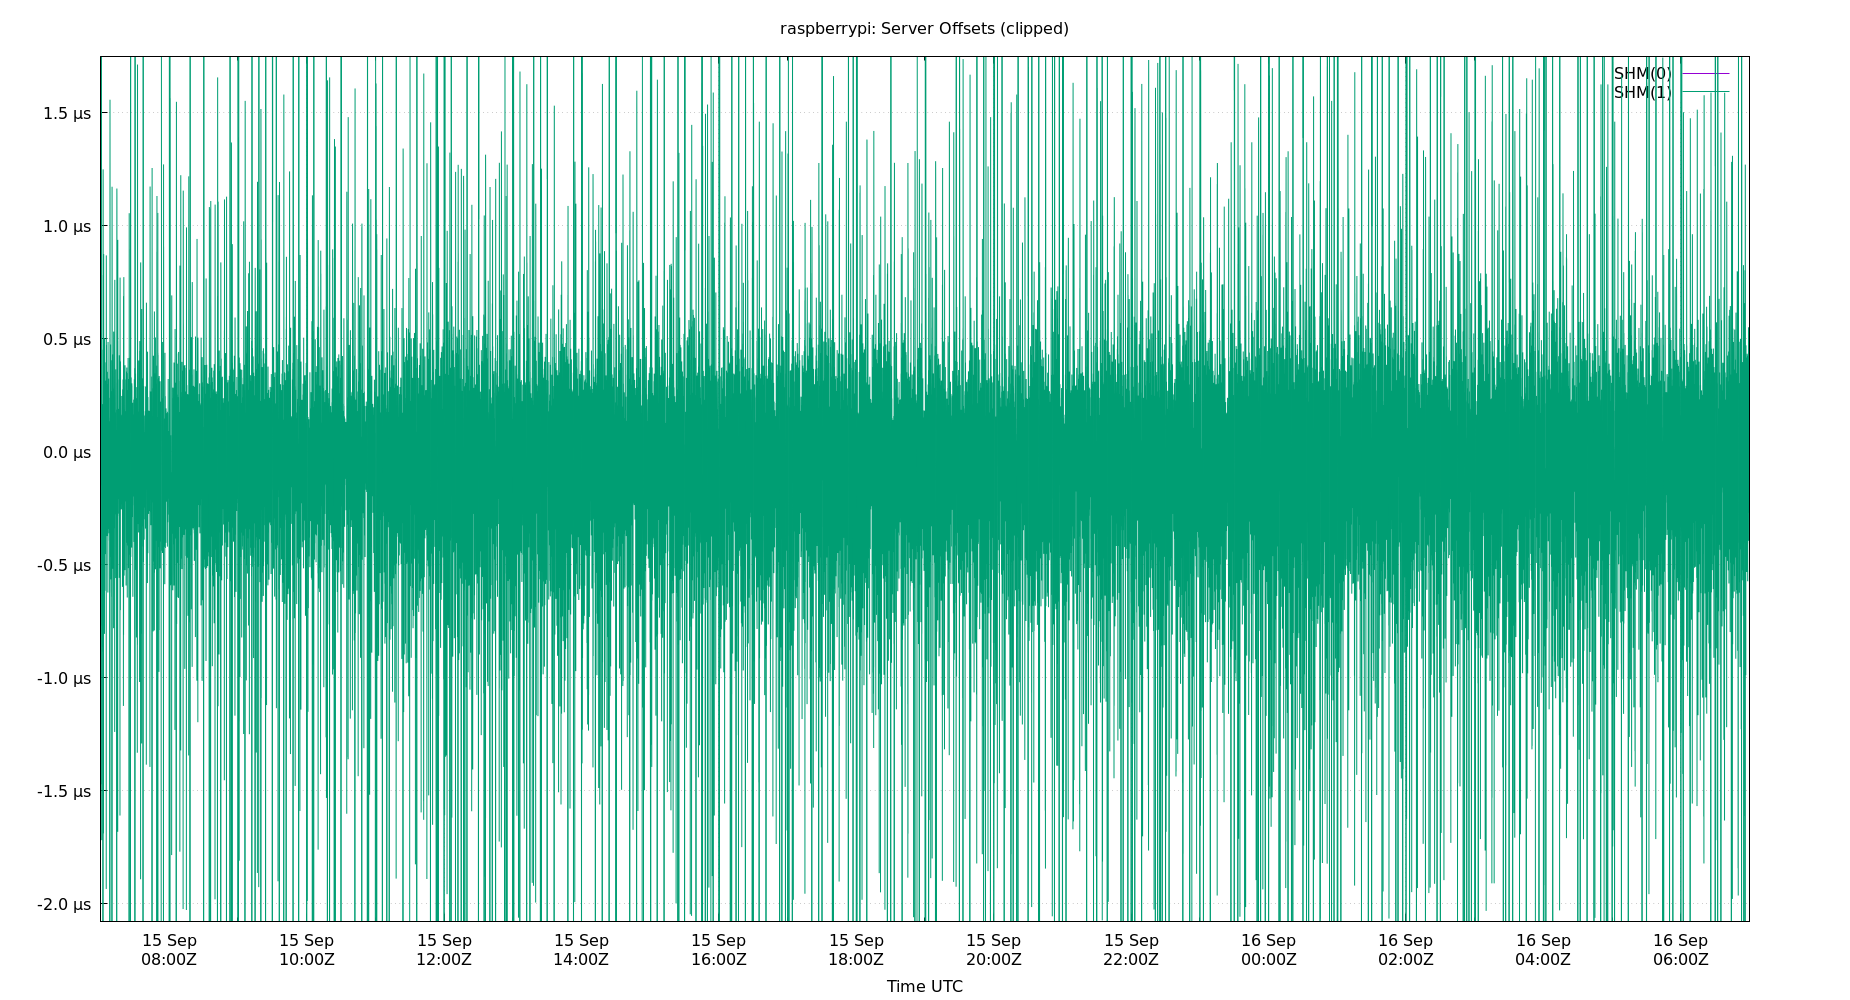 raspberrypi: Server Offsets (clipped)
SHM(0)
SHM(1)
1.5 µs
1.0 µs
0.5 µs
0.0 µs
-0.5 µs
-1.0 µs
-1.5 µs
-2.0 µs
15 Sep 15 Sep 15 Sep 15 Sep 15 Sep 15 Sep 15 Sep 15 Sep 16 Sep 16 Sep 16 Sep 16 Sep
08:00Z 10:00Z 12:00Z 14:00Z 16:00Z 18:00Z 20:00Z 22:00Z 00:00Z 02:00Z 04:00Z 06:00Z
Time UTC